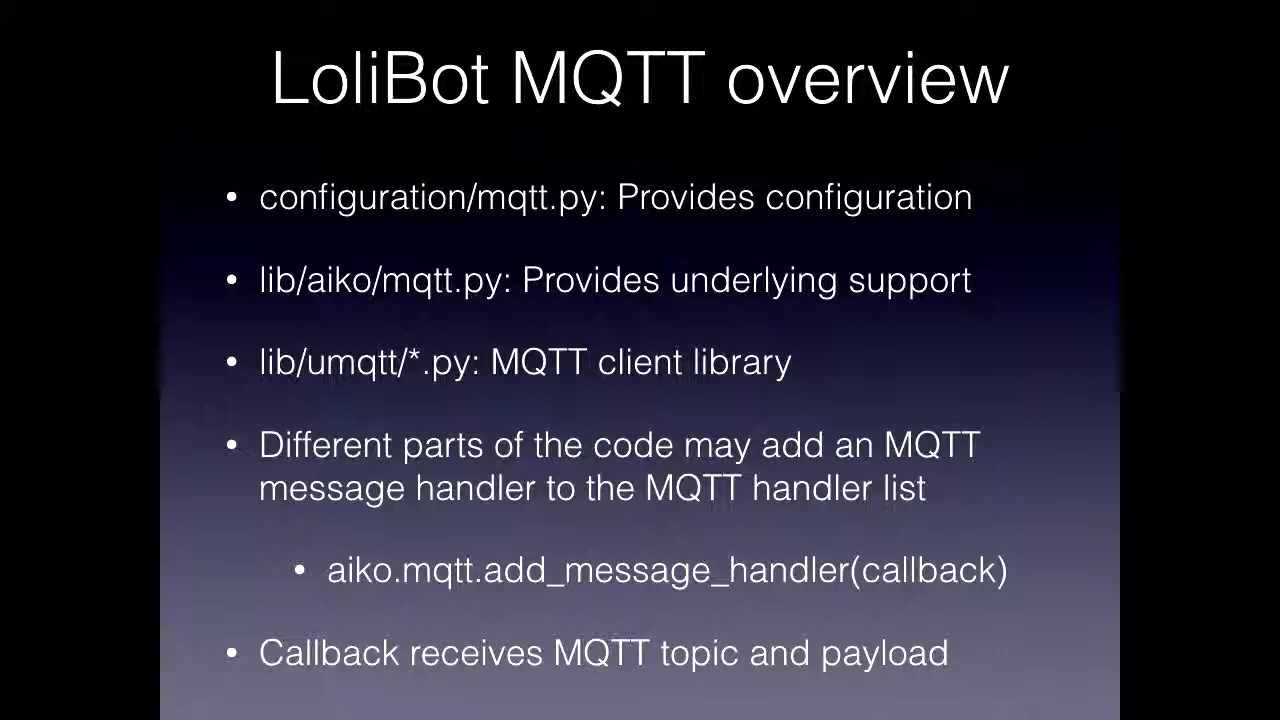 LoliBot MQTT overview
• configuration/mqtt.py: Provides configuration
• lib/aiko/mqtt.py: Provides underlying support
• lib/umqtt/*.py: MQTT client library
• Different parts of the code may add an MQTT
message handler to the MQTT handler list
• aiko.mqtt.add_message_handler(callback)
• Callback receives MQTT topic and payload